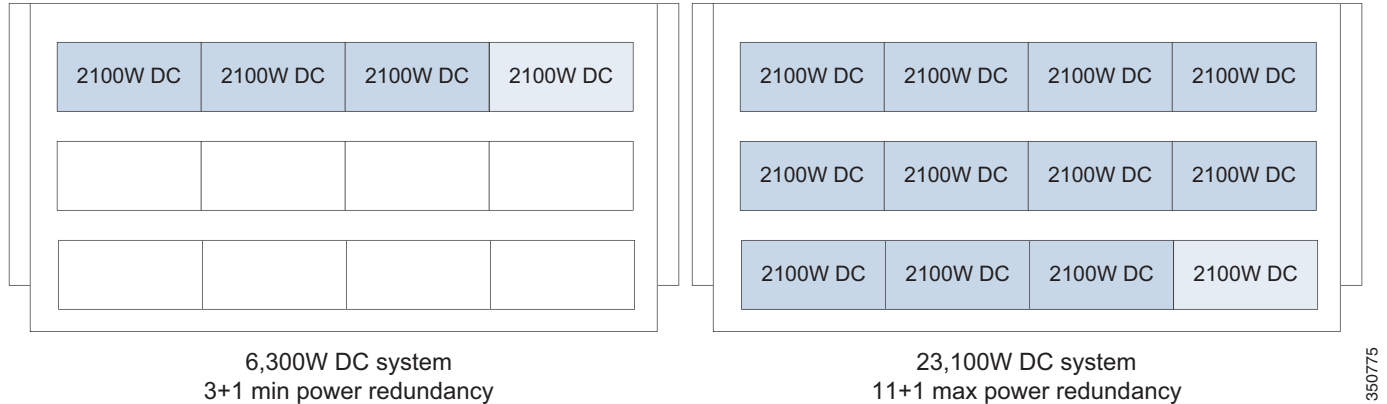 2100W DC 2100W DC 2100W DC 2100W DC
6,300W DC system
3+1 min power redundancy
2100W DC 2100W DC 2100W DC 2100W DC
2100W DC 2100W DC 2100W DC 2100W DC
2100W DC 2100W DC 2100W DC 2100W DC
23,100W DC system
11+1 max power redundancy
350775